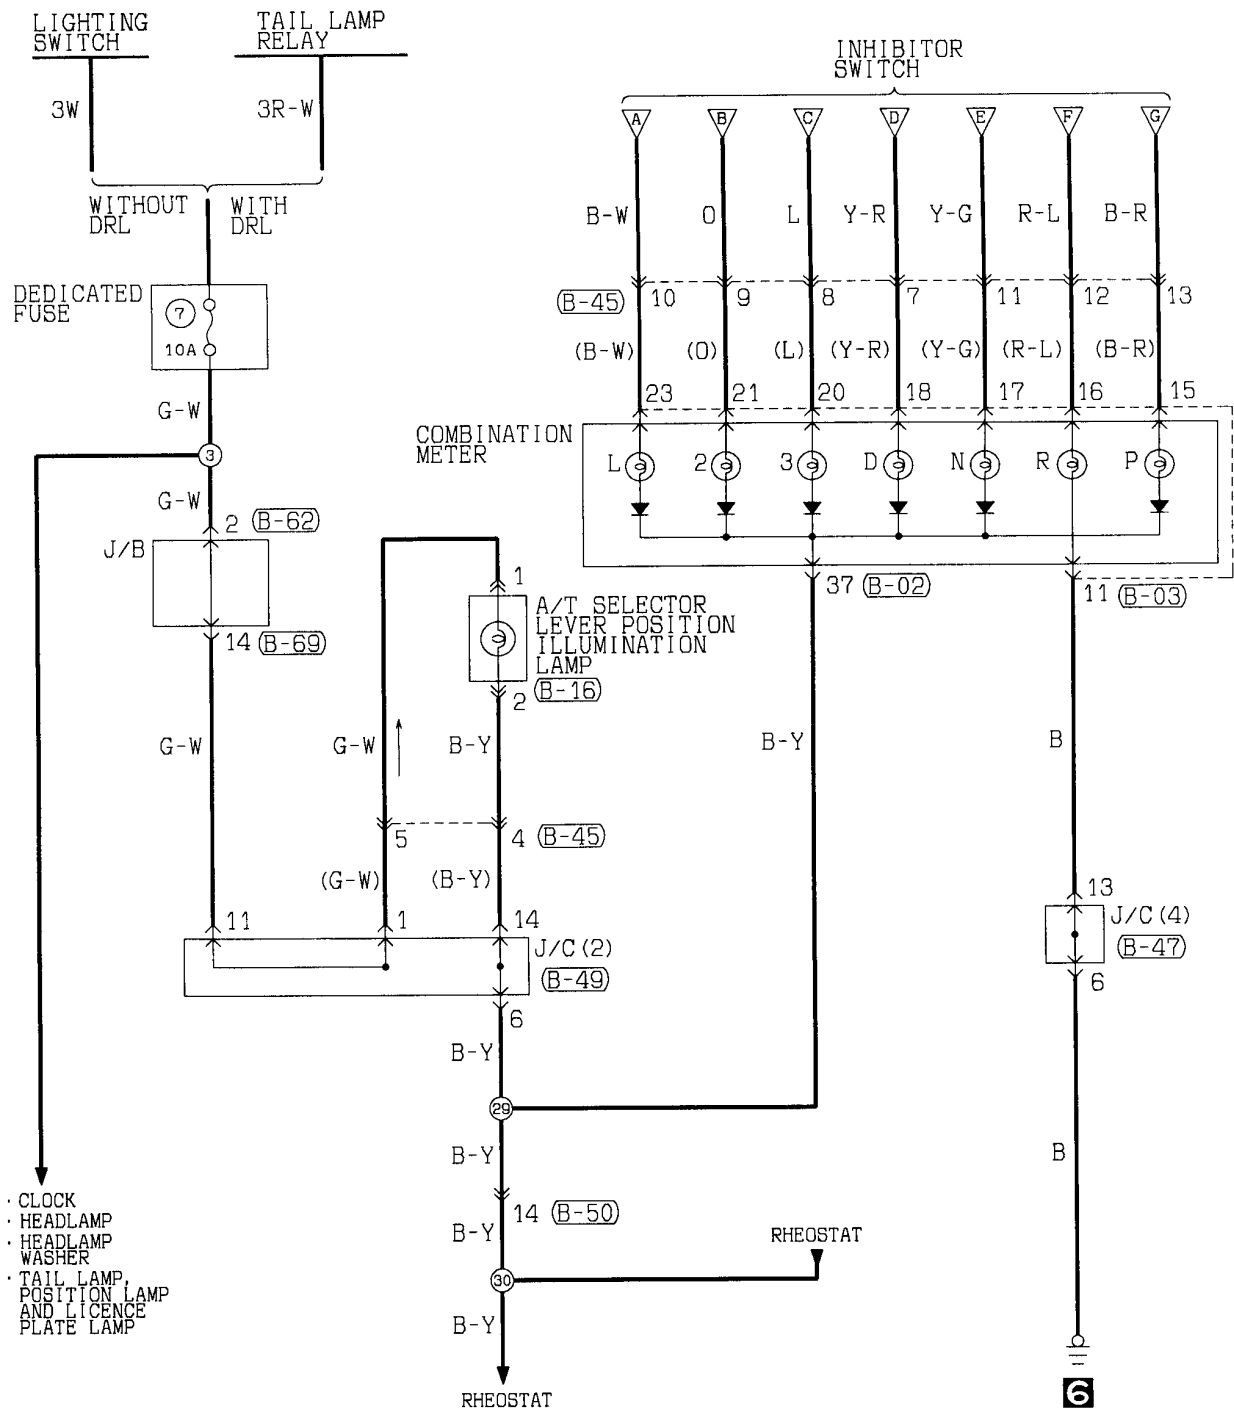 LIGHTING
SWITCH
TAIL LAMP
RELAY
INHIBITOR
SWITCH
3W
3R-W
A B C D E F G
WITHOUT
DRL
WITH
DRL
B-W O L Y-R Y-G R-L B-R
DEDICATED
FUSE
7
10A
B-45 10 9 8 7 11 12 13
(B-W) (O) (L) (Y-R) (Y-G) (R-L) (B-R)
G-W
23 21 20 18 17 16 15
COMBINATION
METER
L 2 3 D N R P
3
G-W
2 B-62
J/B
14 B-69
37 B-02
11 B-03
1
A/T SELECTOR
LEVER POSITION
ILLUMINATION
LAMP
B-16
2
G-W G-W B-Y B-Y B
5 4 B-45
(G-W) (B-Y)
11 1 14
J/C(2)
B-49
6
13
J/C(4)
B-47
6
B-Y
29
B-Y B
14 B-50
B-Y
RHEOSTAT
30
B-Y
RHEOSTAT
· CLOCK
· HEADLAMP
· HEADLAMP
WASHER
· TAIL LAMP,
POSITION LAMP
AND LICENCE
PLATE LAMP
6